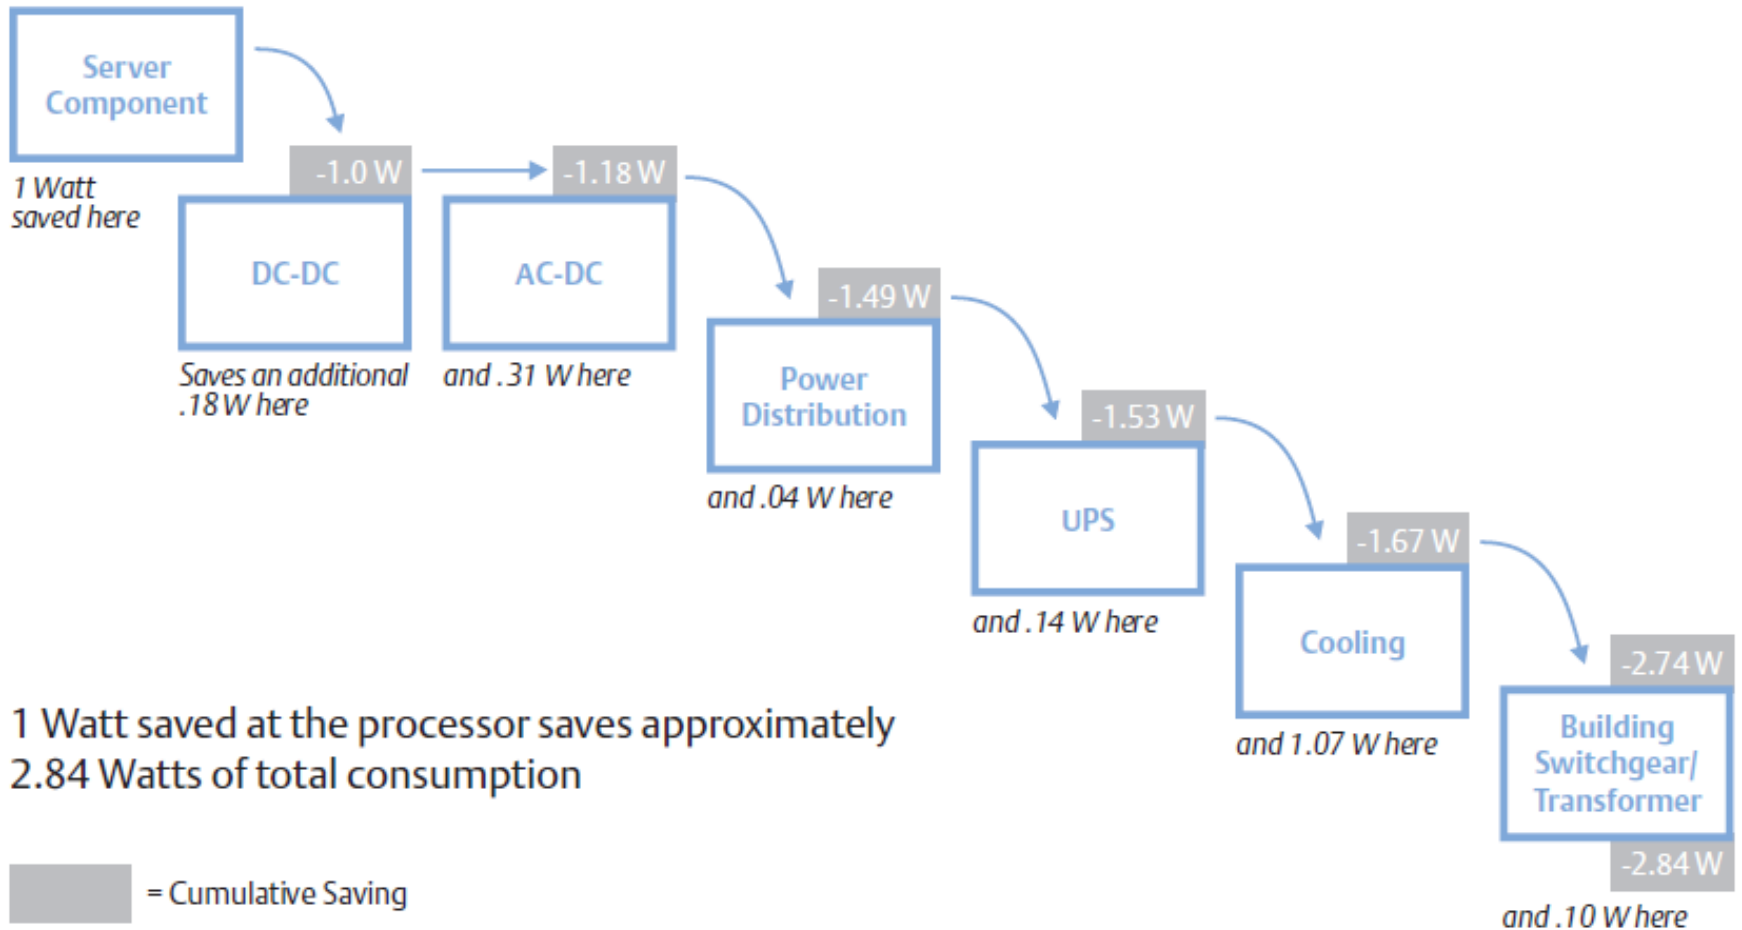 Server
Component
1 Watt
saved here
-1.0 W
DC-DC
Saves an additional
.18 W here
-1.18 W
AC-DC
and .31 W here
-1.49 W
Power
Distribution
and .04 W here
-1.53 W
UPS
and .14 W here
-1.67 W
Cooling
and 1.07 W here
-2.74 W
Building
Switchgear/
Transformer
-2.84 W
and .10 W here
1 Watt saved at the processor saves approximately
2.84 Watts of total consumption
= Cumulative Saving